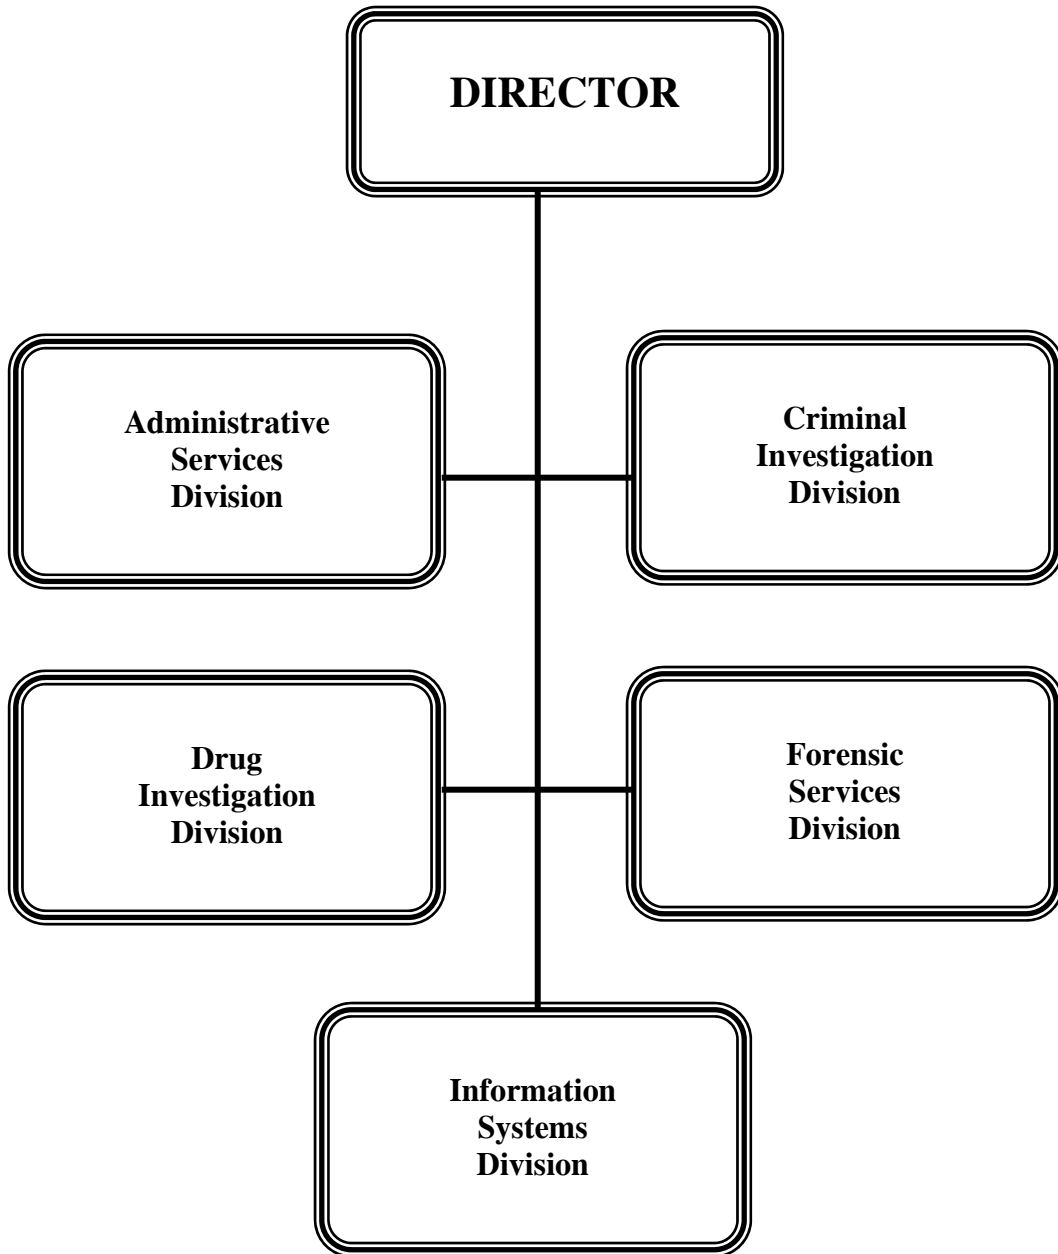 DIRECTOR
Administrative
Services
Division
Criminal
Investigation
Division
Drug
Investigation
Division
Forensic
Services
Division
Information
Systems
Division